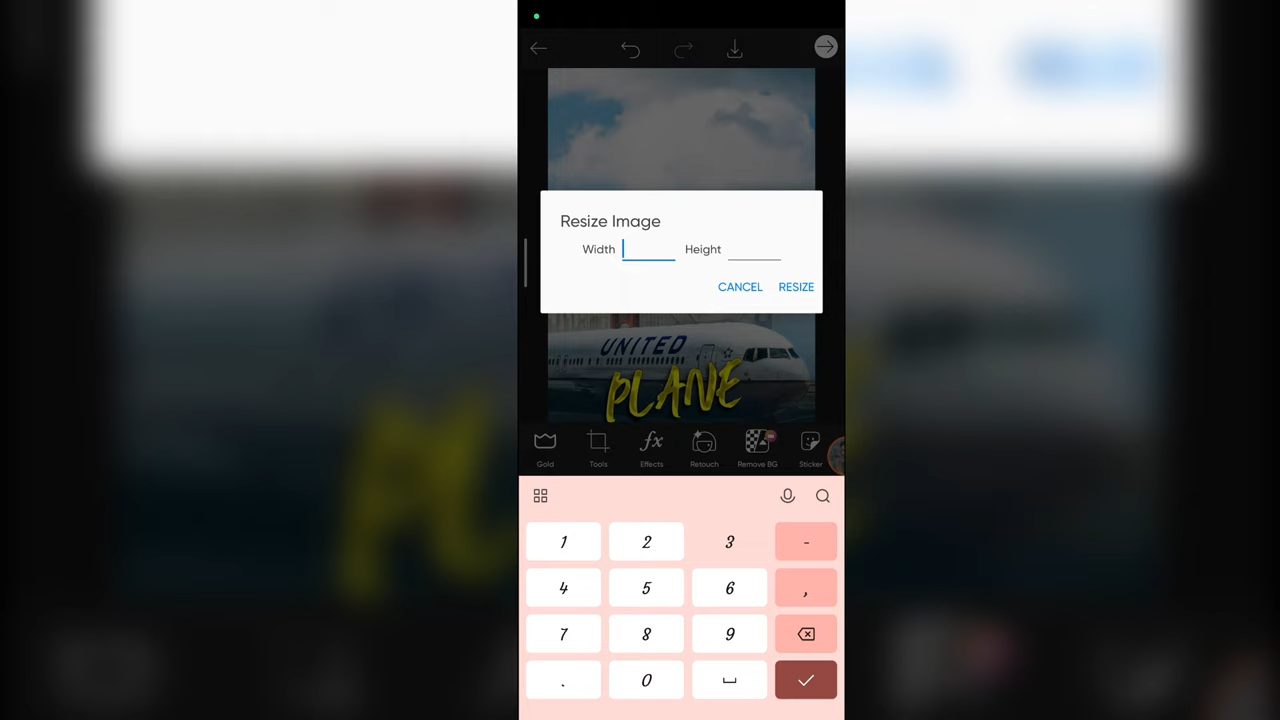 Resize Image
Width Height
CANCEL RESIZE
UNITED
PLANE
Gold Tools Effects Retouch Remove BG Sticker
1 2 3 -
4 5 6 ,
7 8 9
. 0